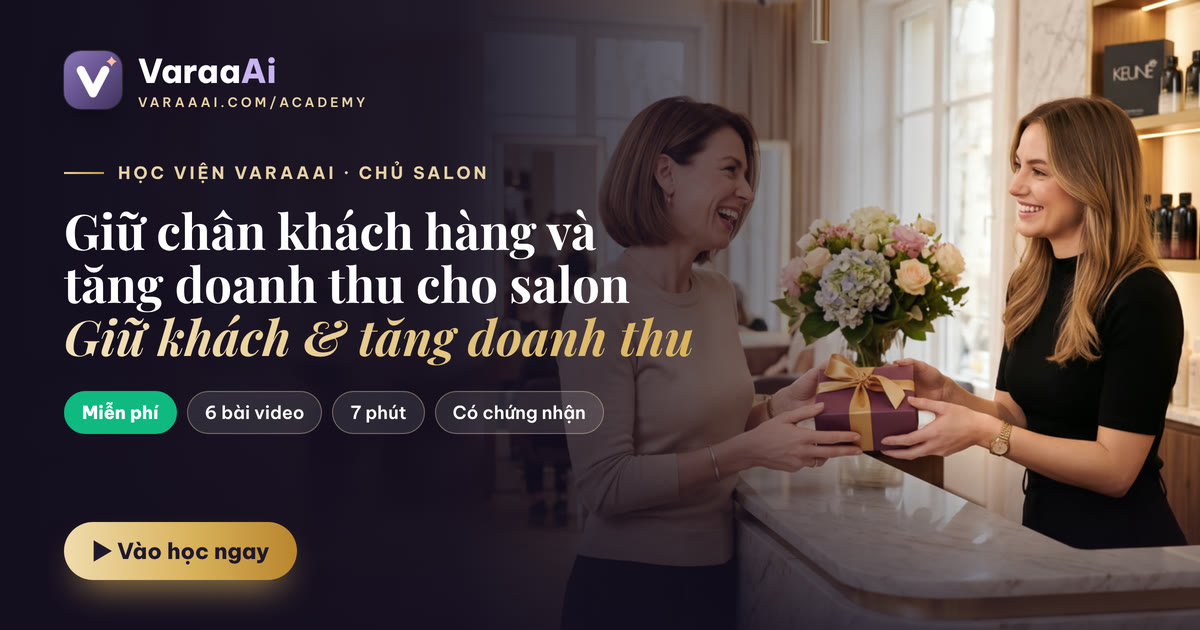 VaraaAi
VARAAAI.COM/ACADEMY
HỌC VIỆN VARAAAI · CHỦ SALON
Giữ chân khách hàng và
tăng doanh thu cho salon
Giữ khách & tăng doanh thu
Miễn phí
6 bài video
7 phút
Có chứng nhận
▶ Vào học ngay
KEUNE